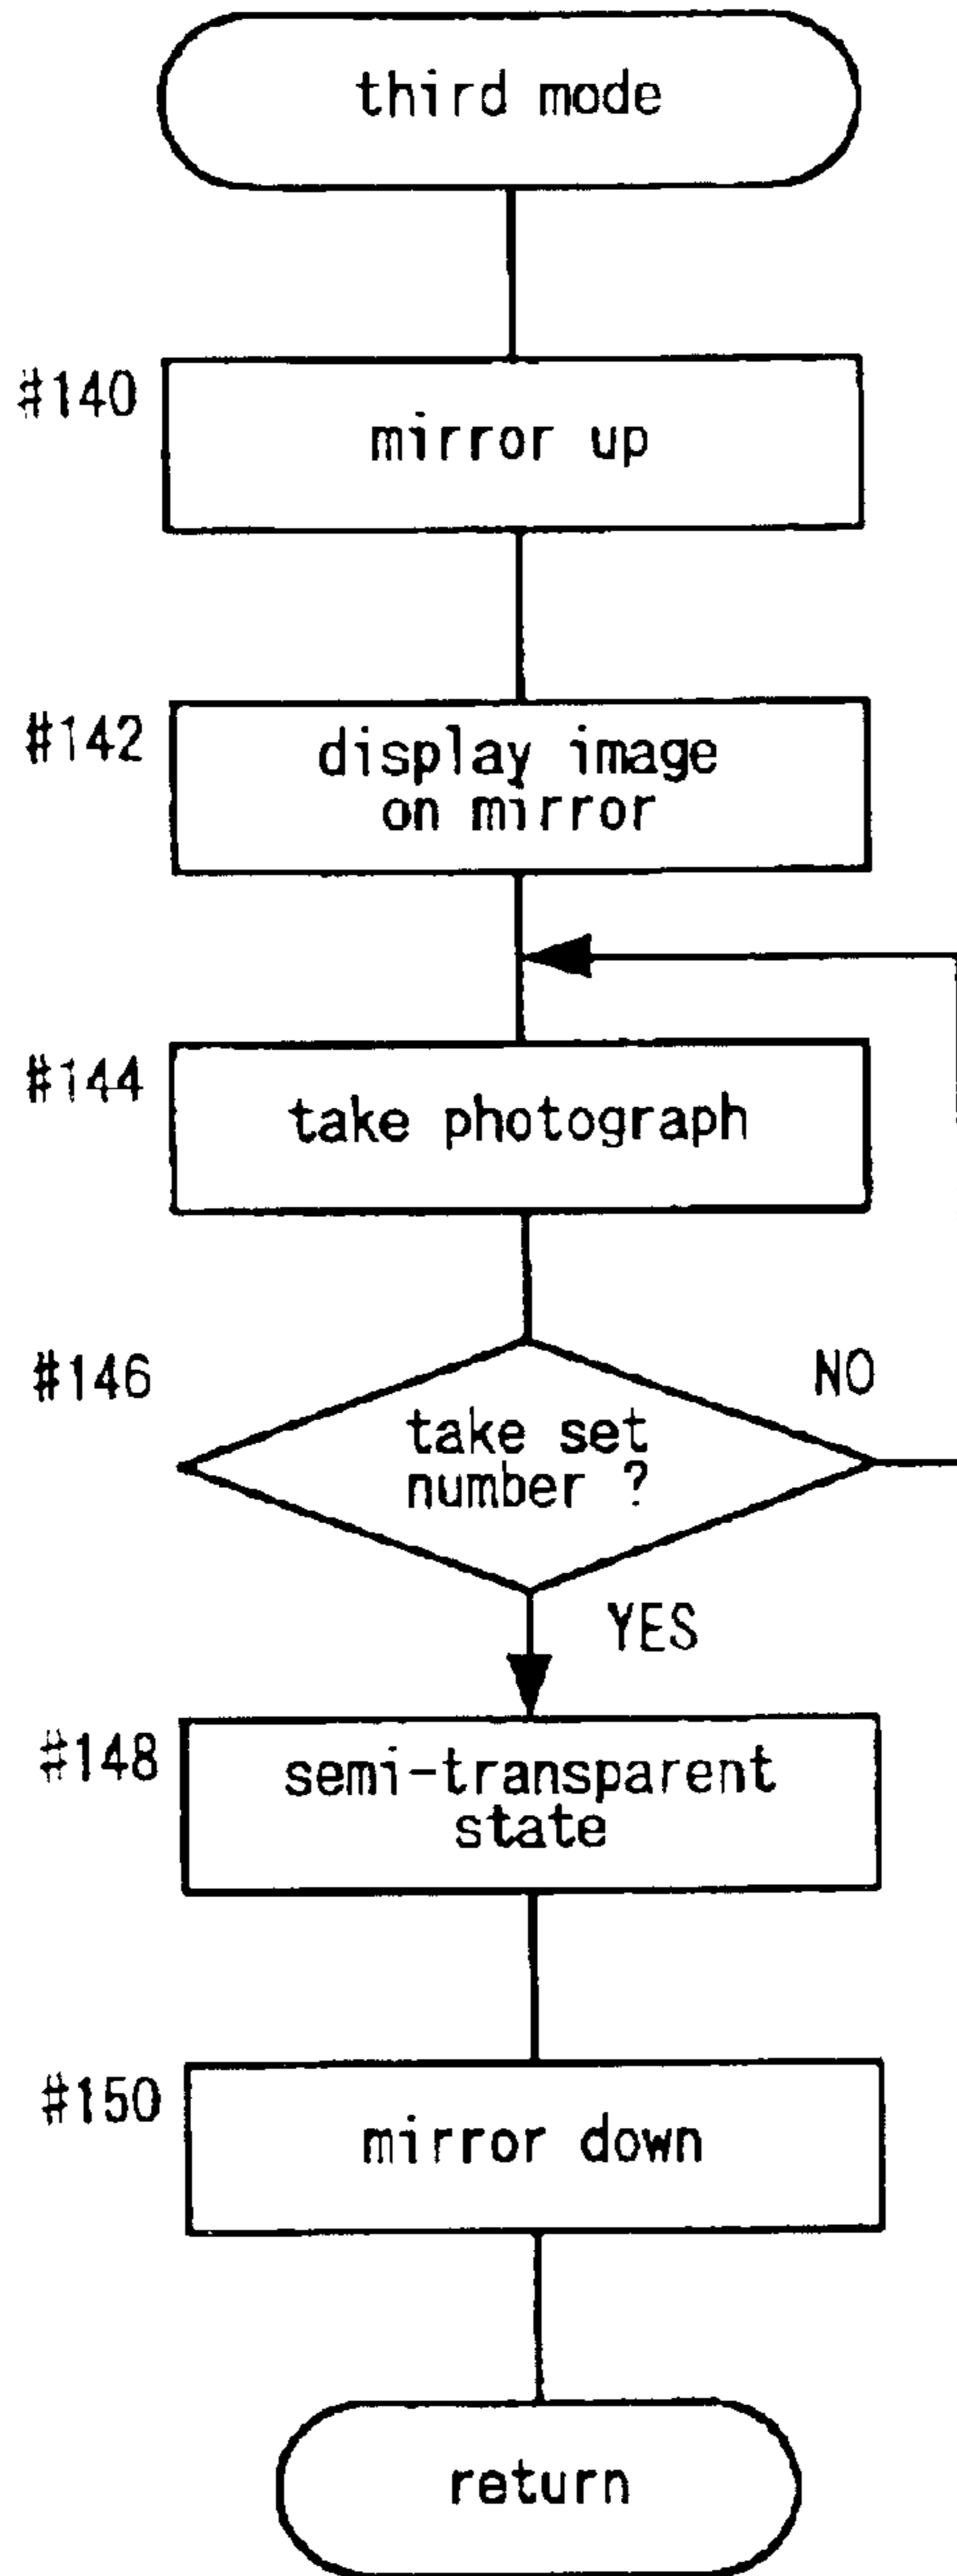 third mode
#140
mirror up
#142
display image
on mirror
#144
take photograph
#146
take set
number ?
NO
YES
#148
semi-transparent
state
#150
mirror down
return